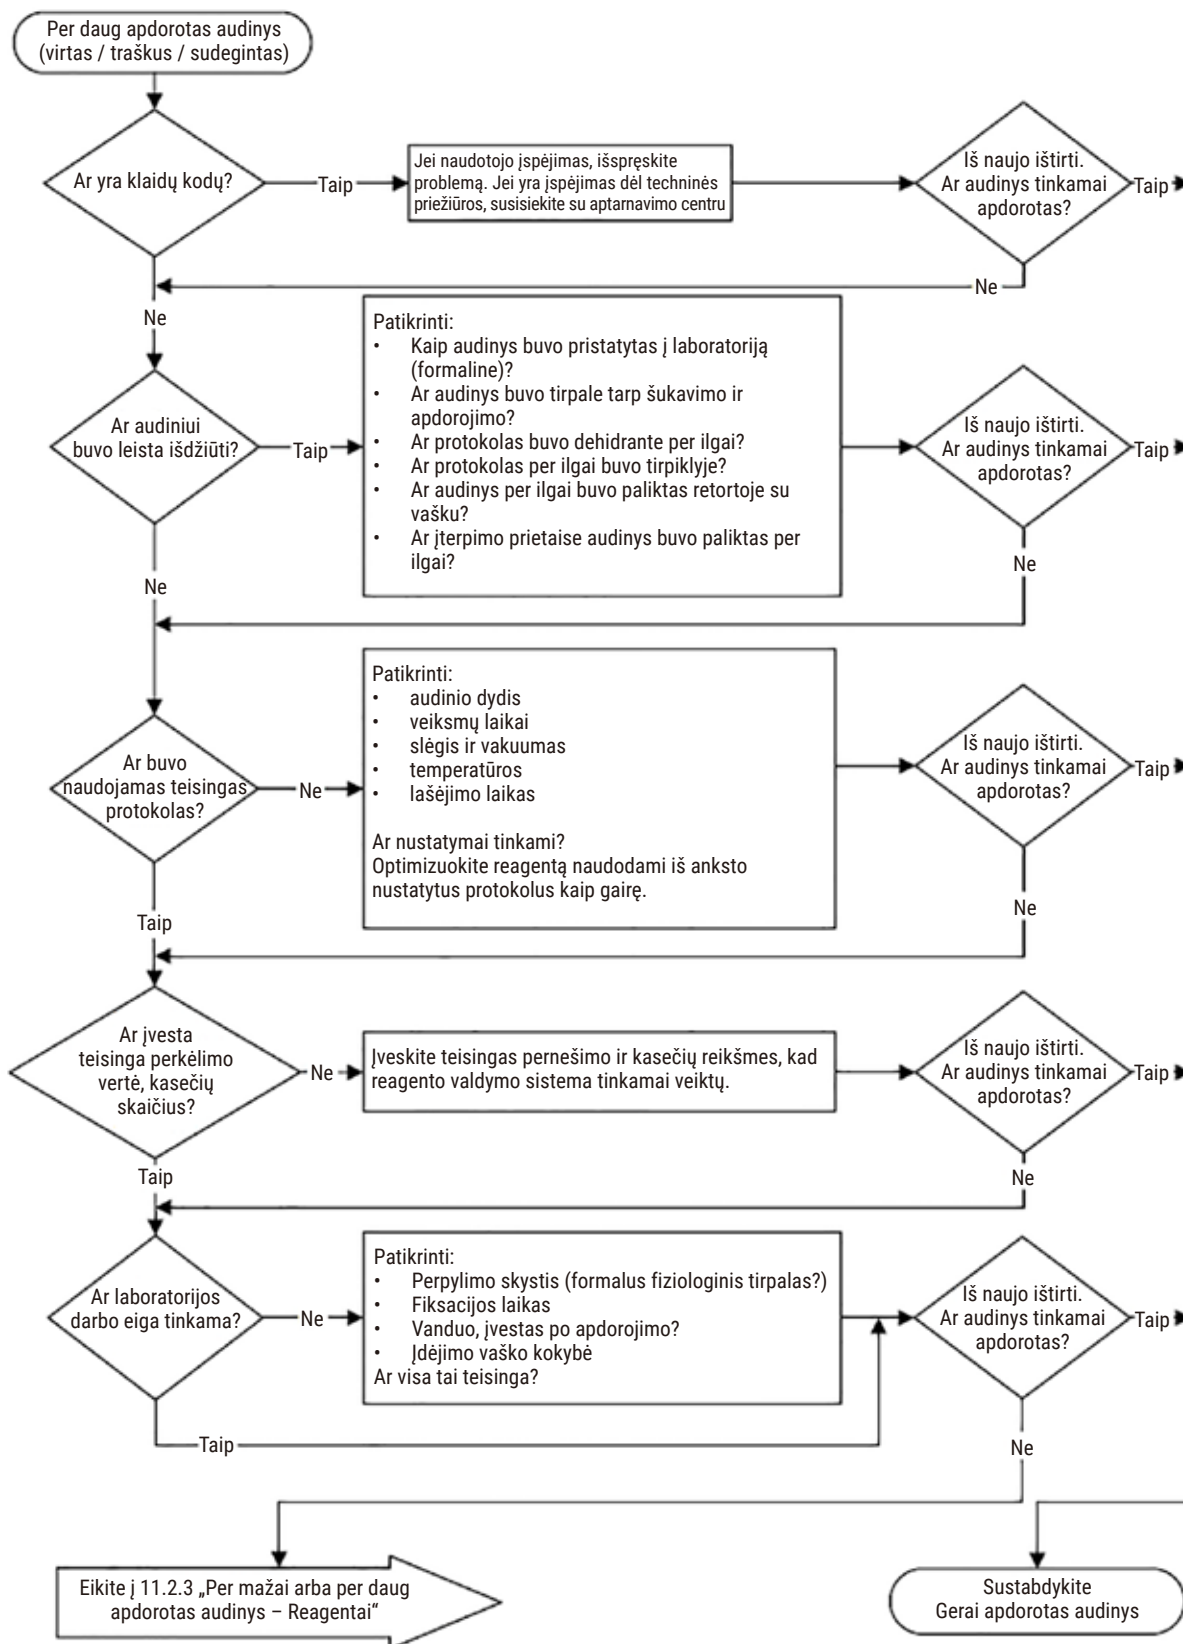 Per daug apdorotas audinys
(virtas / traškus / sudegintas)
Ar yra klaidų kodų?
Taip
Jei naudotojo įspėjimas, išspręskite
problemą. Jei yra įspėjimas dėl techninės
priežiūros, susisiekite su aptarnavimo centru
Iš naujo ištirti.
Ar audinys tinkamai
apdorotas?
Taip
Ne
Ne
Ar audiniui
buvo leista išdžiūti?
Taip
Patikrinti:
• Kaip audinys buvo pristatytas į laboratoriją
(formaline)?
• Ar audinys buvo tirpale tarp šukavimo ir
apdorojimo?
• Ar protokolas buvo dehidrante per ilgai?
• Ar protokolas per ilgai buvo tirpiklyje?
• Ar audinys per ilgai buvo paliktas retortoje su
vašku?
• Ar įterpimo prietaise audinys buvo paliktas per
ilgai?
Iš naujo ištirti.
Ar audinys tinkamai
apdorotas?
Taip
Ne
Ne
Ar buvo
naudojamas teisingas
protokolas?
Ne
Patikrinti:
• audinio dydis
• veiksmų laikai
• slėgis ir vakuumas
• temperatūros
• lašėjimo laikas
Ar nustatymai tinkami?
Optimizuokite reagentą naudodami iš anksto
nustatytus protokolus kaip gairę.
Iš naujo ištirti.
Ar audinys tinkamai
apdorotas?
Taip
Ne
Taip
Ar įvesta
teisinga perkėlimo
vertė, kasečių
skaičius?
Ne
Įveskite teisingas pernešimo ir kasečių reikšmes, kad
reagento valdymo sistema tinkamai veiktų.
Iš naujo ištirti.
Ar audinys tinkamai
apdorotas?
Taip
Taip
Ne
Ar laboratorijos
darbo eiga tinkama?
Ne
Patikrinti:
• Perpylimo skystis (formalus fiziologinis tirpalas?)
• Fiksacijos laikas
• Vanduo, įvestas po apdorojimo?
• Įdėjimo vaško kokybė
Ar visa tai teisinga?
Iš naujo ištirti.
Ar audinys tinkamai
apdorotas?
Taip
Taip
Ne
Eikite į 11.2.3 „Per mažai arba per daug
apdorotas audinys – Reagentai“
Sustabdykite
Gerai apdorotas audinys